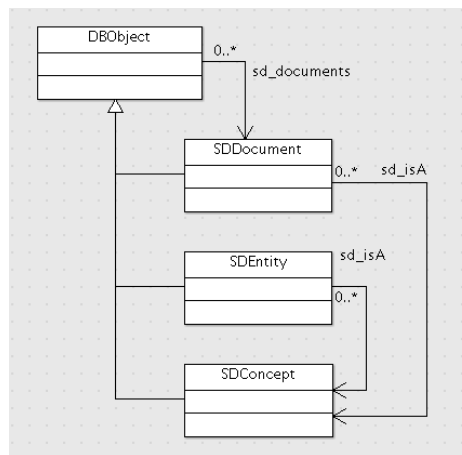 DBObject
0..*
sd_documents
SDDocument
0..* sd_isA
sd_isA
SDEntity
0..*
SDConcept